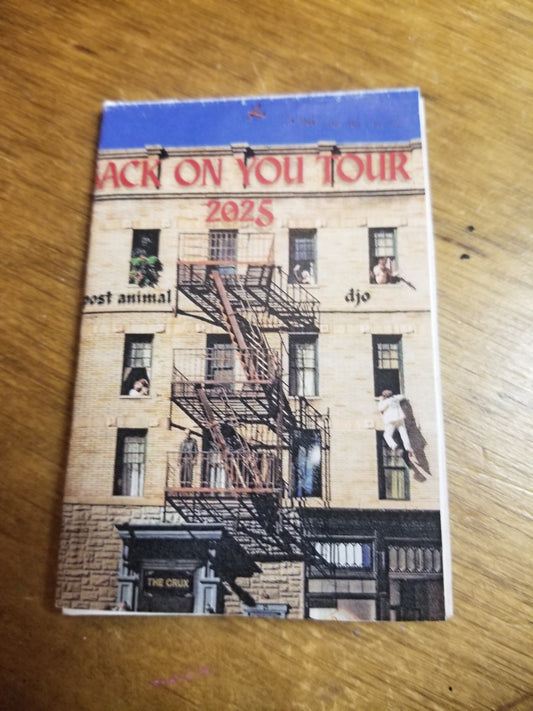 ACK ON YOU TOUR
2025
post animal
djo
THE CRUX